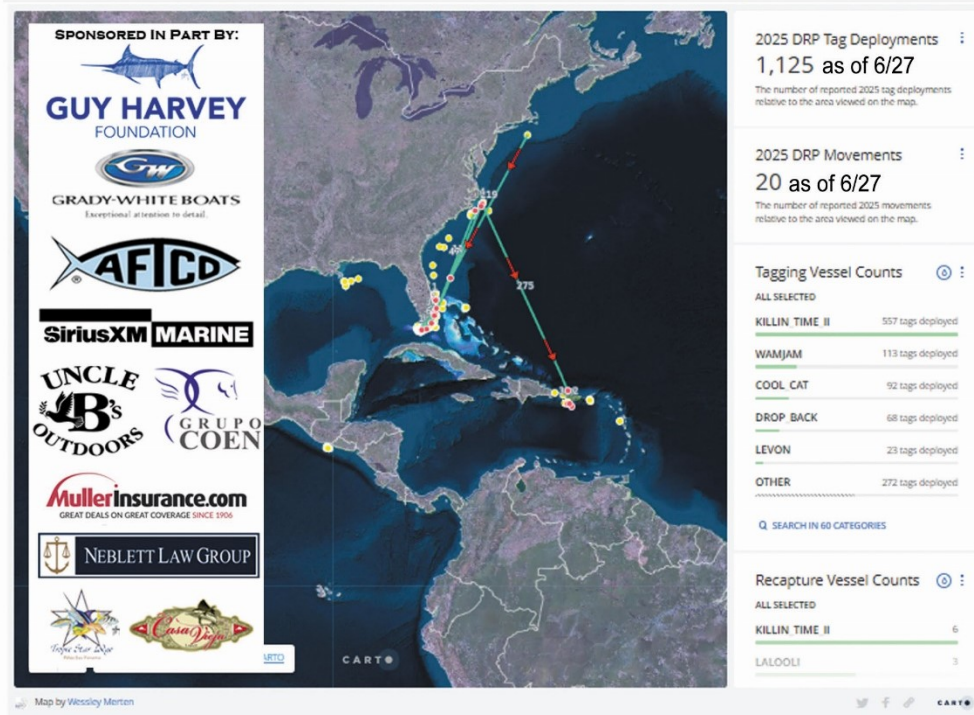 SPONSORED IN PART BY:
GUY HARVEY
FOUNDATION
GW
GRADY-WHITE BOATS
Exceptional attention to detail.
AFTCO
SiriusXM MARINE
UNCLE
B's
OUTDOORS
GRUPO
COEN
MullerInsurance.com
GREAT DEALS ON GREAT COVERAGE SINCE 1906
NEBLETT LAW GROUP
Tropic Star Lodge
Casa Vieja
ARTO
CARTO
275
2025 DRP Tag Deployments
1,125 as of 6/27
The number of reported 2025 tag deployments
relative to the area viewed on the map.
2025 DRP Movements
20 as of 6/27
The number of reported 2025 movements
relative to the area viewed on the map.
Tagging Vessel Counts
ALL SELECTED
KILLIN_TIME_II 557 tags deployed
WAMJAM 113 tags deployed
COOL_CAT 92 tags deployed
DROP_BACK 68 tags deployed
LEVON 23 tags deployed
OTHER 272 tags deployed
SEARCH IN 60 CATEGORIES
Recapture Vessel Counts
ALL SELECTED
KILLIN_TIME_II 6
LALOOLI 3
Map by Wessley Merten
CARTO